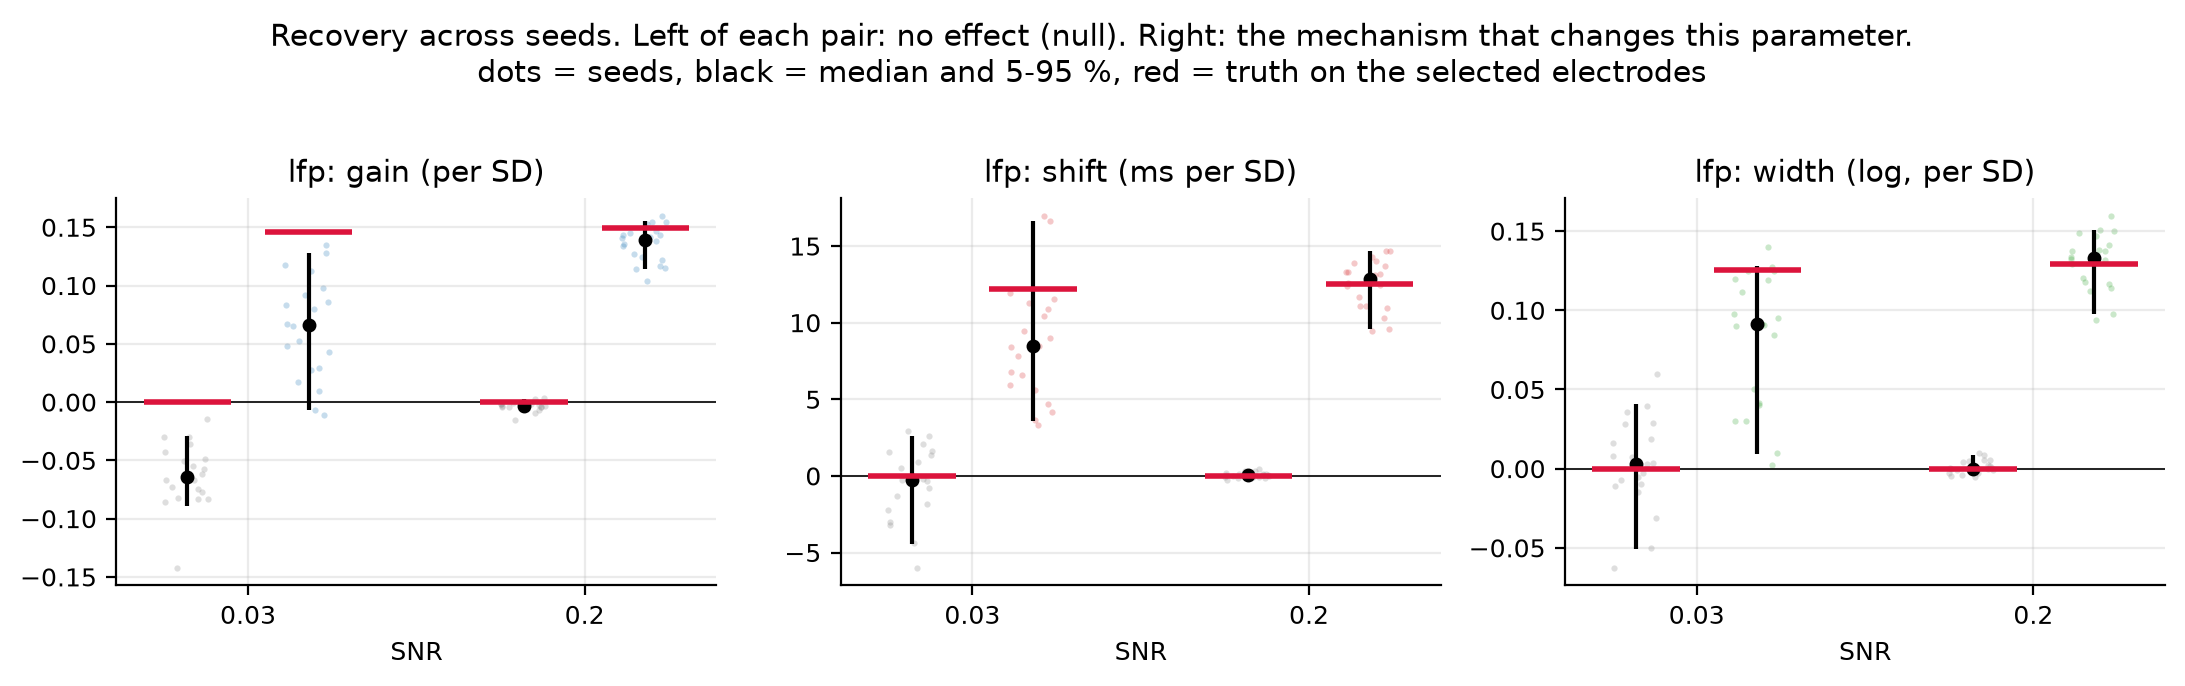 Recovery across seeds. Left of each pair: no effect (null). Right: the mechanism that changes this parameter.
dots = seeds, black = median and 5-95 %, red = truth on the selected electrodes
lfp: gain (per SD)
0.15
0.10
0.05
0.00
−0.05
−0.10
−0.15
0.03
0.2
SNR
lfp: shift (ms per SD)
15
10
5
0
−5
0.03
0.2
SNR
lfp: width (log, per SD)
0.15
0.10
0.05
0.00
−0.05
0.03
0.2
SNR